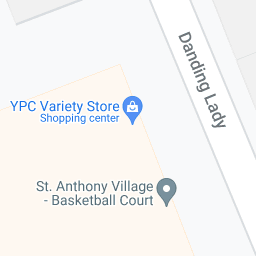 Danding Lady
YPC Variety Store
Shopping center
St. Anthony Village
- Basketball Court